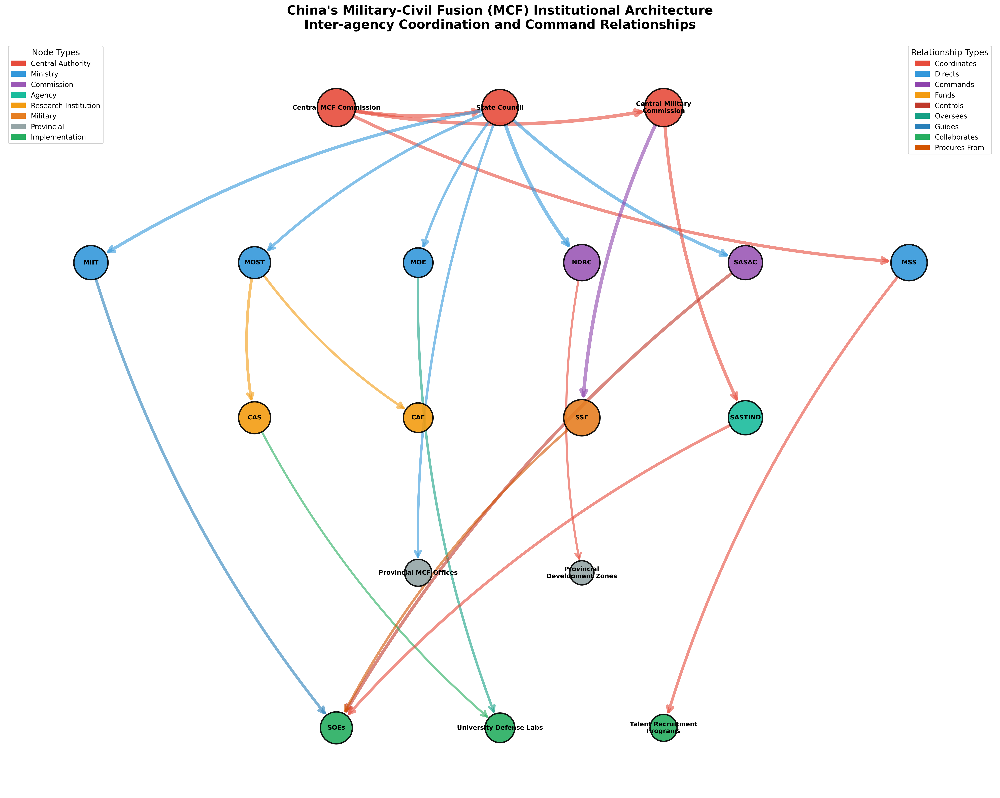 China's Military-Civil Fusion (MCF) Institutional Architecture
Inter-agency Coordination and Command Relationships
Node Types
Central Authority
Ministry
Commission
Agency
Research Institution
Military
Provincial
Implementation
Relationship Types
Coordinates
Directs
Commands
Funds
Controls
Oversees
Guides
Collaborates
Procures From
Central MCF Commission
State Council
Central Military
Commission
MIIT
MOST
MOE
NDRC
SASAC
MSS
CAS
CAE
SSF
SASTIND
Provincial MCF Offices
Provincial
Development Zones
SOEs
University Defense Labs
Talent Recruitment
Programs